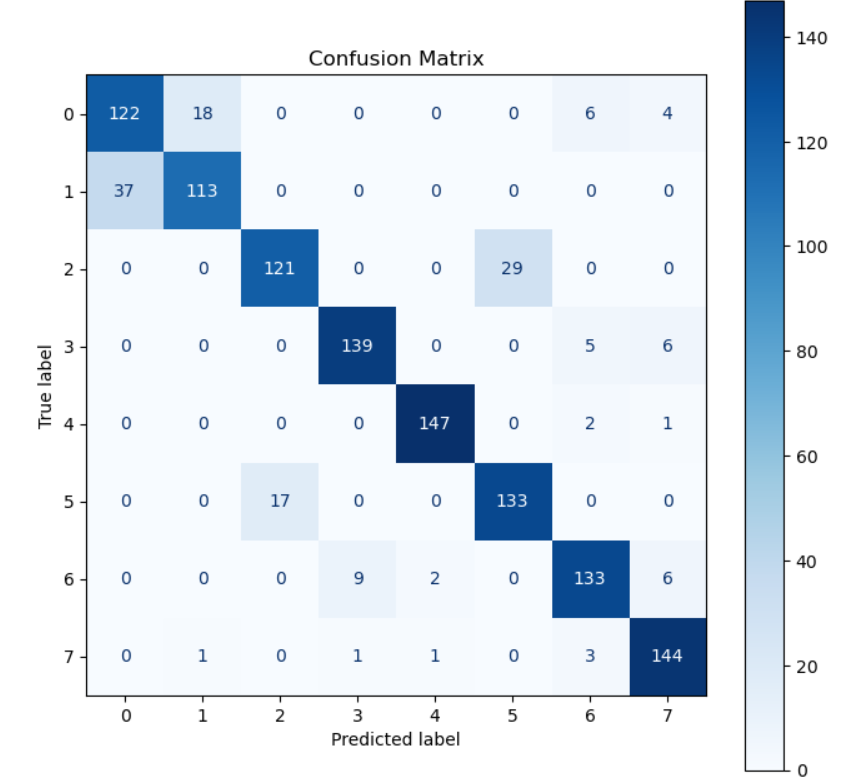 Confusion Matrix
0 122 18 0 0 0 0 6 4
1 37 113 0 0 0 0 0 0
2 0 0 121 0 0 29 0 0
3 0 0 0 139 0 0 5 6
4 0 0 0 0 147 0 2 1
5 0 0 17 0 0 133 0 0
6 0 0 0 9 2 0 133 6
7 0 1 0 1 1 0 3 144
0 1 2 3 4 5 6 7
Predicted label
True label
140
120
100
80
60
40
20
0